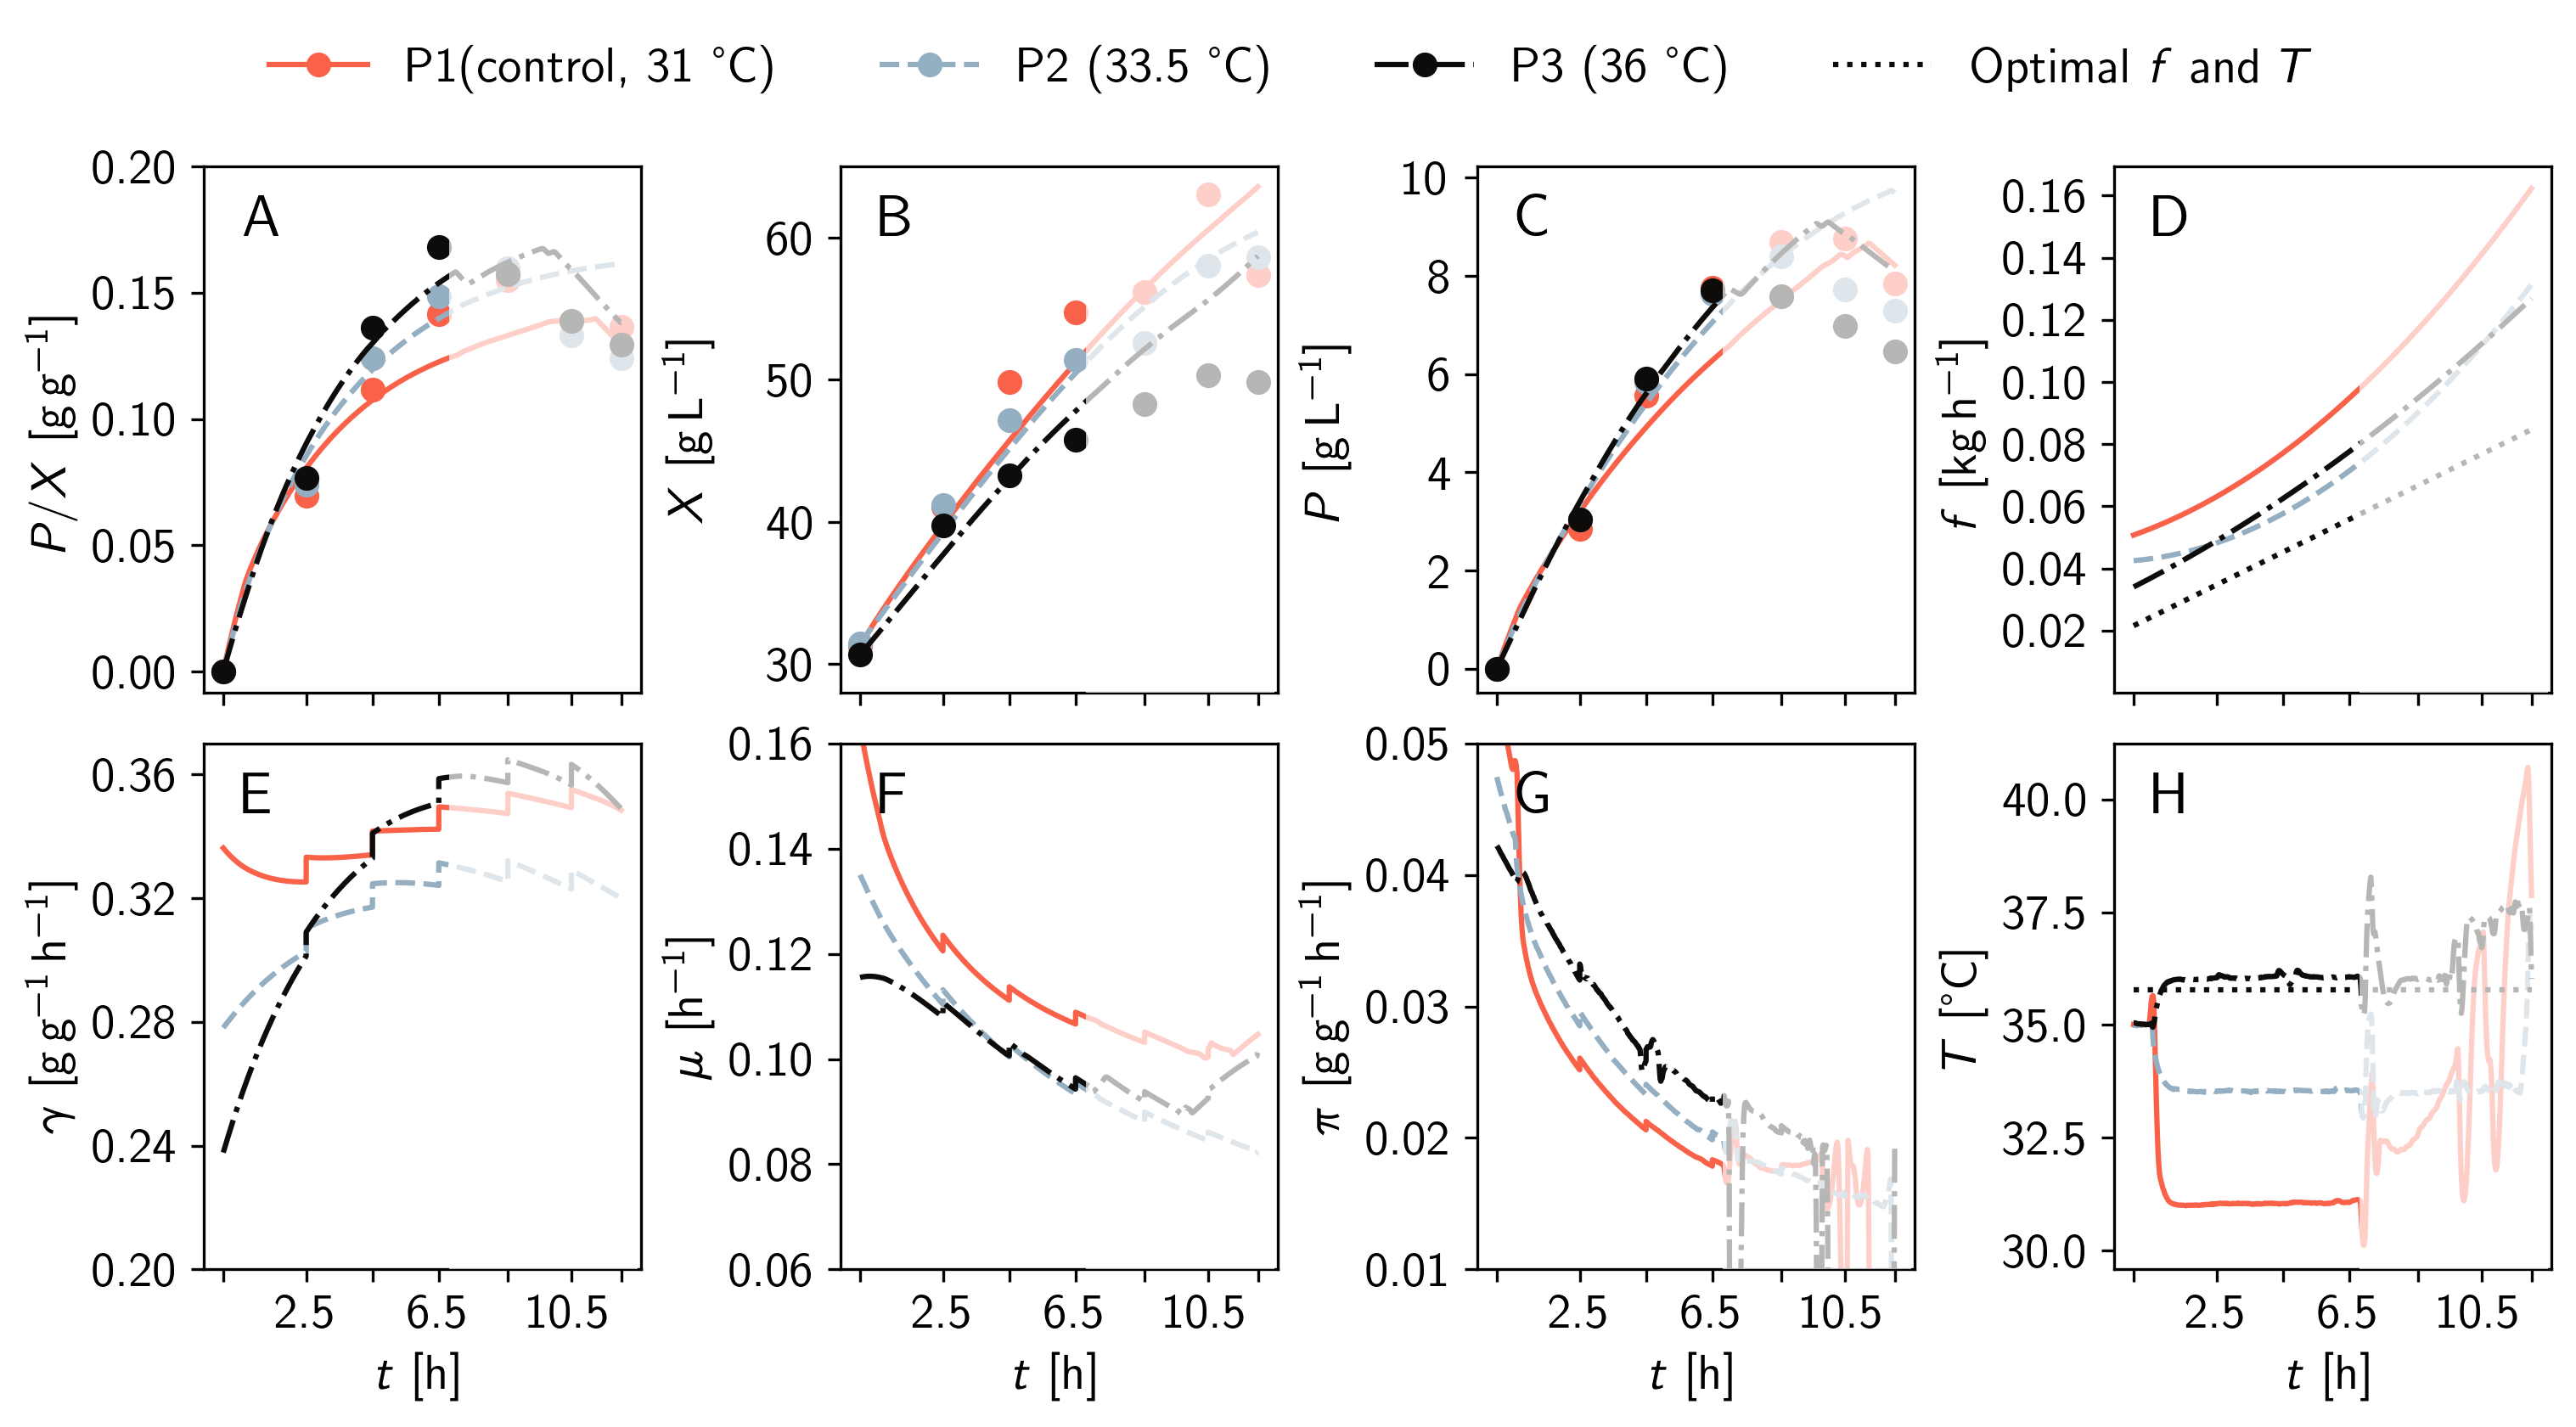 P1(control, 31 °C) P2 (33.5 °C) P3 (36 °C) Optimal f and T
A
P/X [g g−1]
0.20
0.15
0.10
0.05
0.00
B
X [g L−1]
60
50
40
30
C
P [g L−1]
10
8
6
4
2
0
D
f [kg h−1]
0.16
0.14
0.12
0.10
0.08
0.06
0.04
0.02
E
γ [g g−1 h−1]
0.36
0.32
0.28
0.24
0.20
2.5 6.5 10.5
t [h]
F
μ [h−1]
0.16
0.14
0.12
0.10
0.08
0.06
2.5 6.5 10.5
t [h]
G
π [g g−1 h−1]
0.05
0.04
0.03
0.02
0.01
2.5 6.5 10.5
t [h]
H
T [°C]
40.0
37.5
35.0
32.5
30.0
2.5 6.5 10.5
t [h]